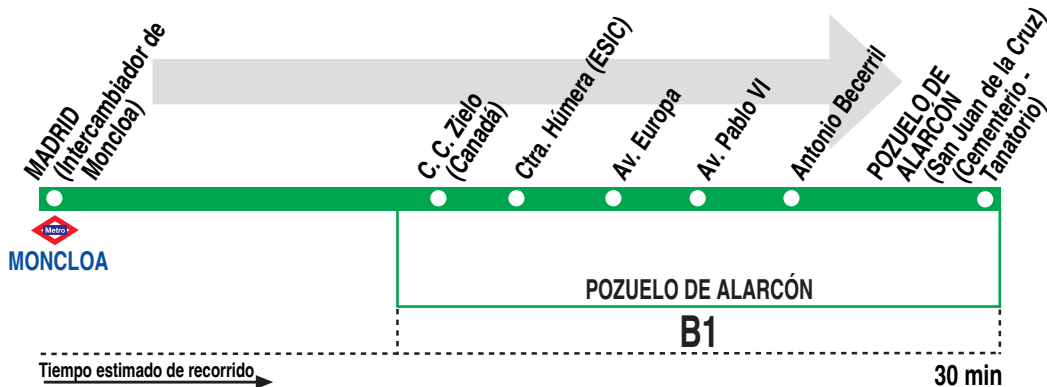 MADRID
(Intercambiador de
Moncloa)
C. C. Zielo
(Canadá)
Ctra. Húmera (ESIC)
Av. Europa
Av. Pablo VI
Antonio Becerril
POZUELO DE
ALARCÓN
(San Juan de la Cruz)
(Cementerio -
Tanatorio)
Metro
MONCLOA
POZUELO DE ALARCÓN
B1
Tiempo estimado de recorrido
30 min